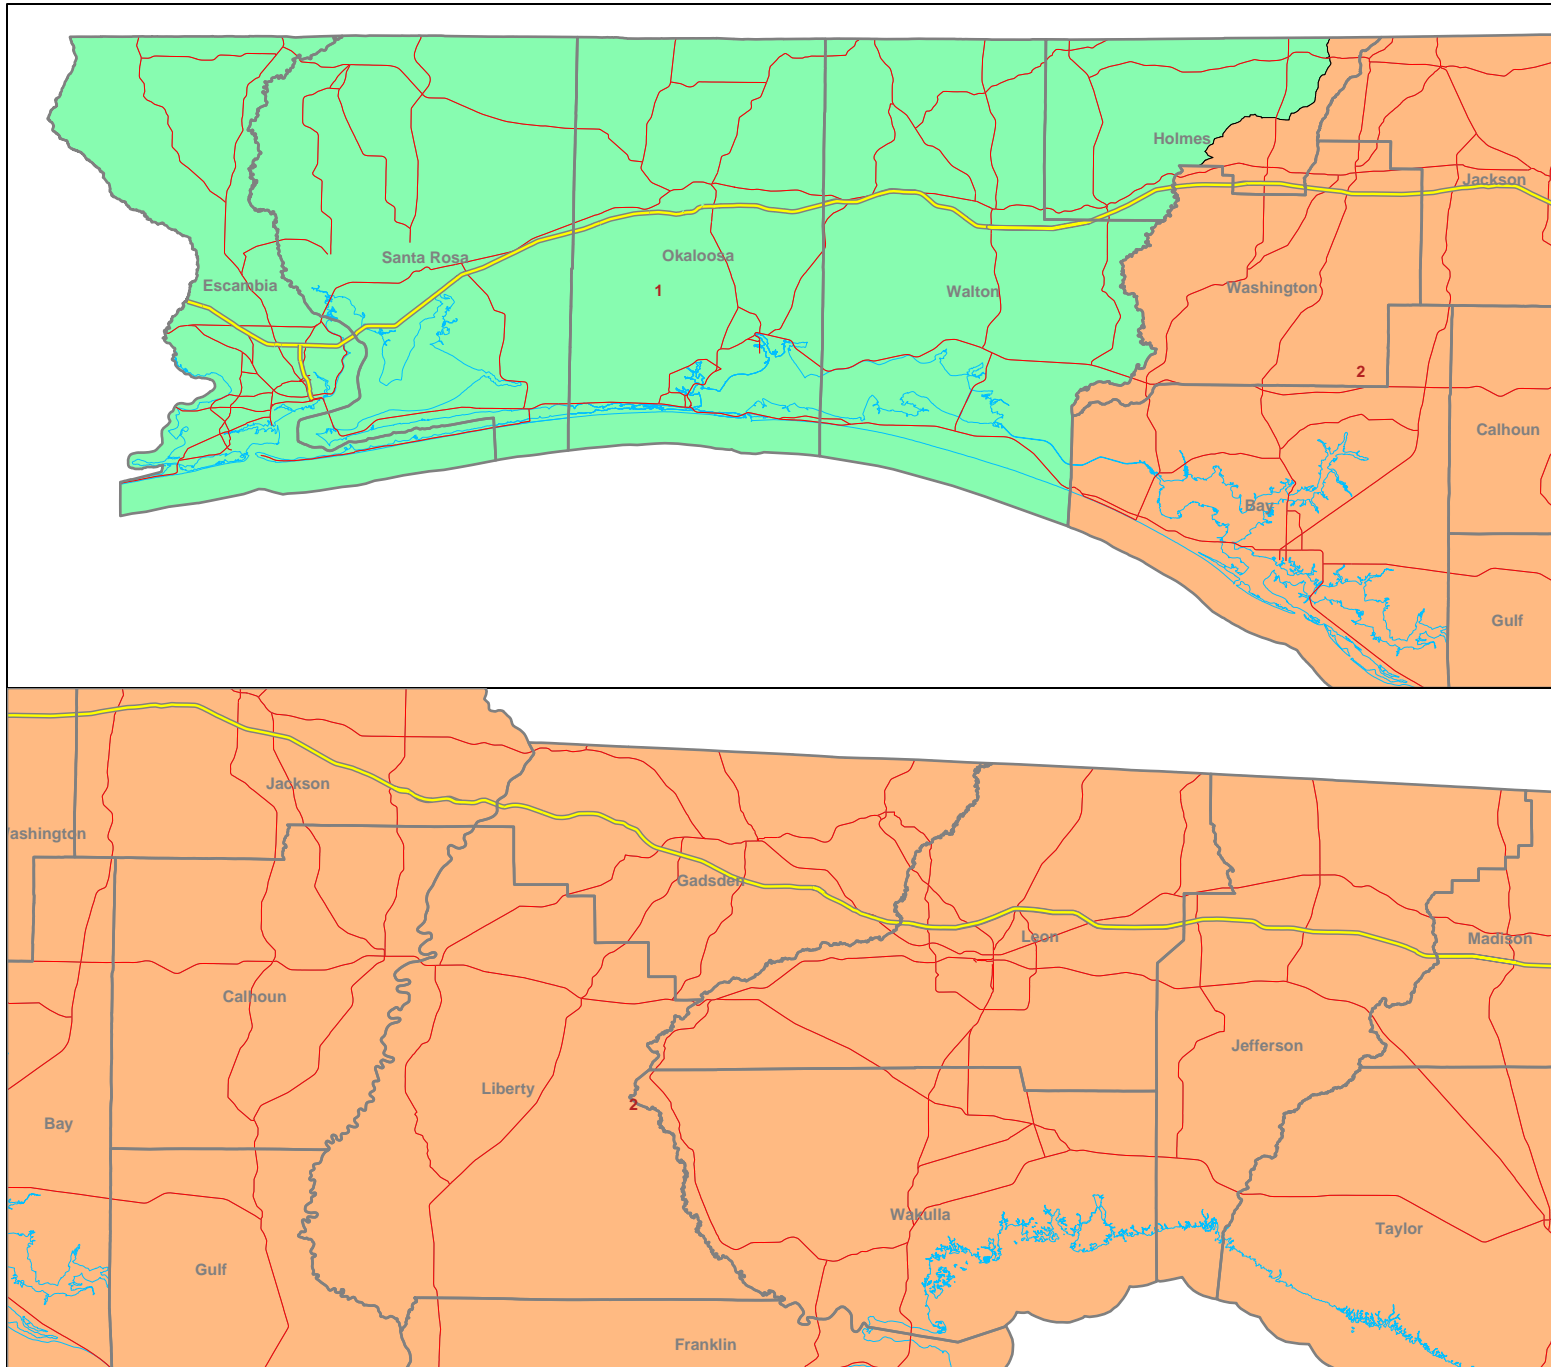 Holmes
Jackson
Santa Rosa
Okaloosa
Escambia
1
Walton
Washington
2
Calhoun
Bay
Gulf
Jackson
ashington
Gadsden
Leon
Madison
Calhoun
Jefferson
Liberty
2
Bay
Wakulla
Taylor
Gulf
Franklin